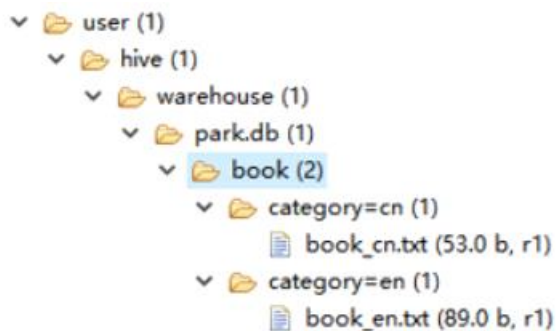 user (1)
hive (1)
warehouse (1)
park.db (1)
book (2)
category=cn (1)
book_cn.txt (53.0 b, r1)
category=en (1)
book_en.txt (89.0 b, r1)